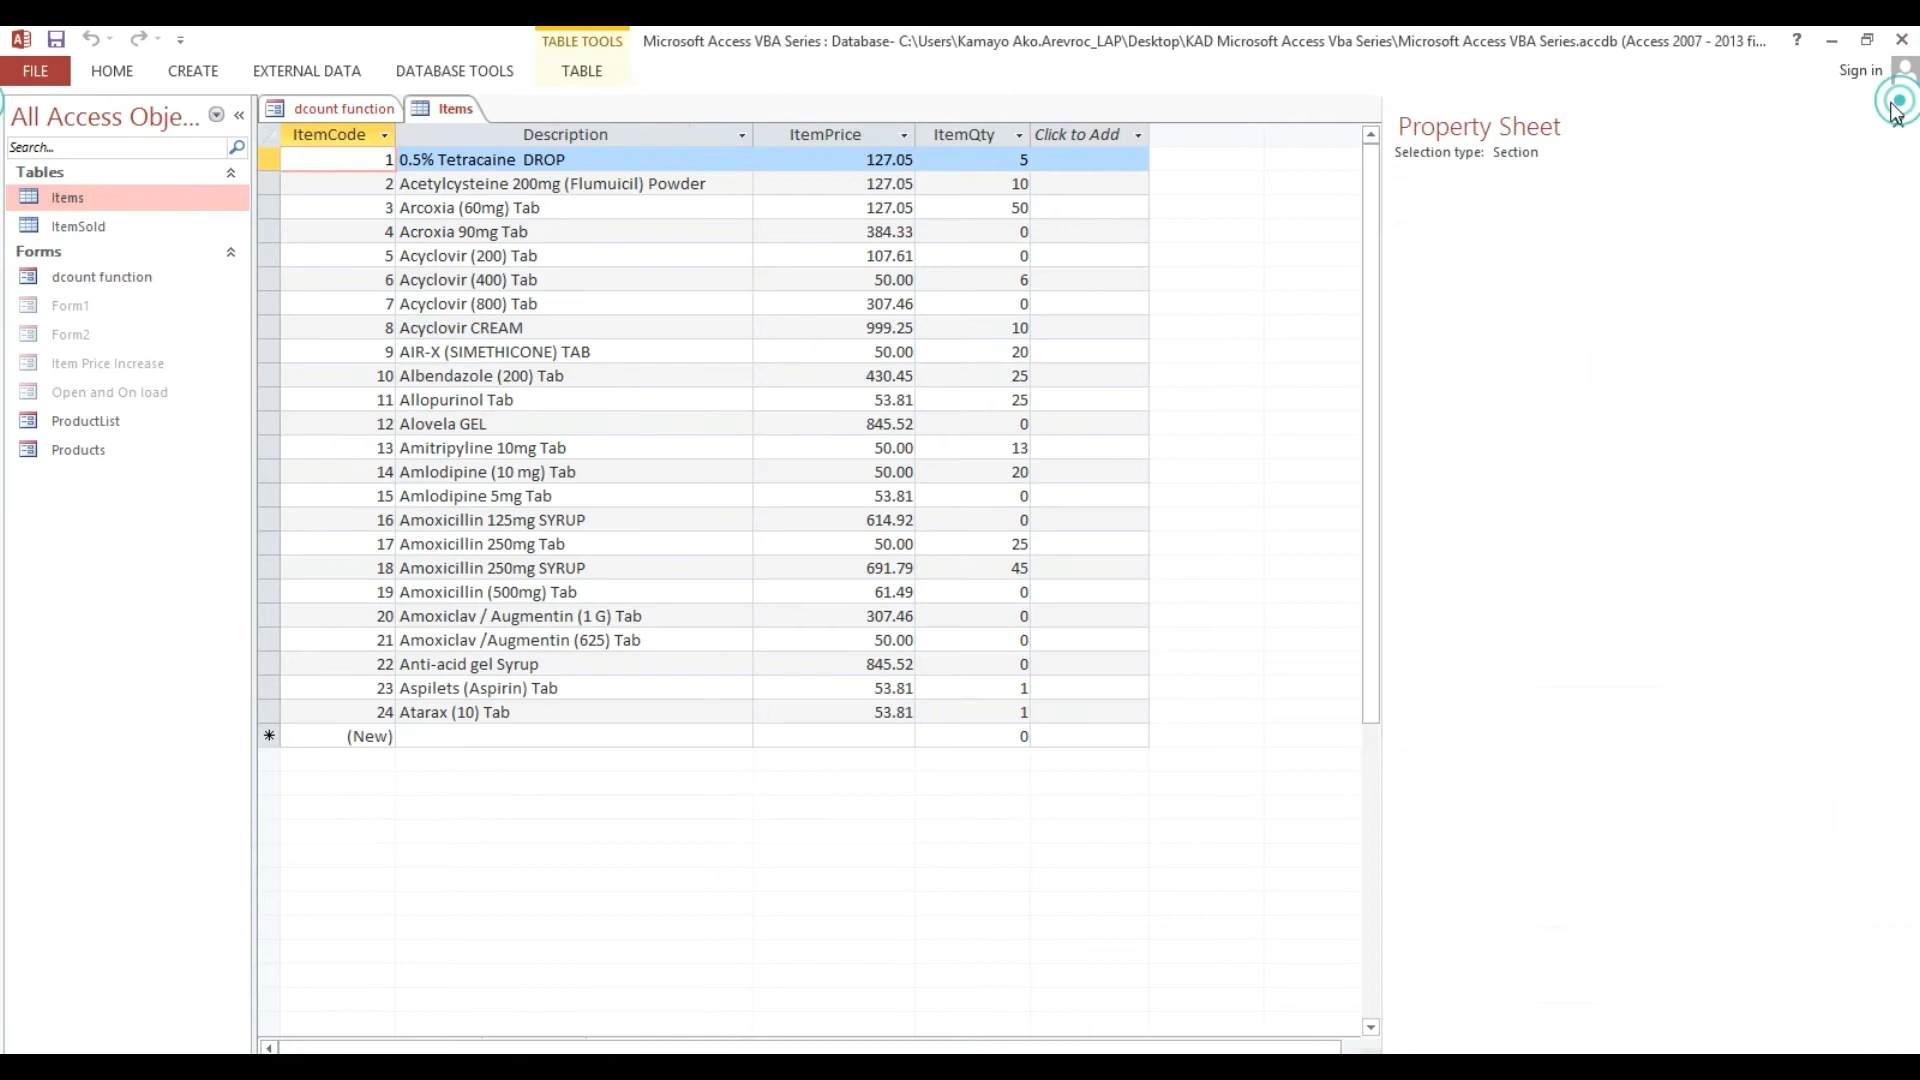 TABLE TOOLS
Microsoft Access VBA Series : Database- C:\Users\Kamayo Ako.Arevroc_LAP\Desktop\KAD Microsoft Access Vba Series\Microsoft Access VBA Series.accdb (Access 2007 - 2013 fi...
?
FILE HOME CREATE EXTERNAL DATA DATABASE TOOLS TABLE Sign in
All Access Obje... «
Search...
Tables
Items
ItemSold
Forms
dcount function
Form1
Form2
Item Price Increase
Open and On load
ProductList
Products
dcount function Items
ItemCode Description ItemPrice ItemQty Click to Add
1 0.5% Tetracaine DROP 127.05 5
2 Acetylcysteine 200mg (Flumuicil) Powder 127.05 10
3 Arcoxia (60mg) Tab 127.05 50
4 Acroxia 90mg Tab 384.33 0
5 Acyclovir (200) Tab 107.61 0
6 Acyclovir (400) Tab 50.00 6
7 Acyclovir (800) Tab 307.46 0
8 Acyclovir CREAM 999.25 10
9 AIR-X (SIMETHICONE) TAB 50.00 20
10 Albendazole (200) Tab 430.45 25
11 Allopurinol Tab 53.81 25
12 Alovela GEL 845.52 0
13 Amitripyline 10mg Tab 50.00 13
14 Amlodipine (10 mg) Tab 50.00 20
15 Amlodipine 5mg Tab 53.81 0
16 Amoxicillin 125mg SYRUP 614.92 0
17 Amoxicillin 250mg Tab 50.00 25
18 Amoxicillin 250mg SYRUP 691.79 45
19 Amoxicillin (500mg) Tab 61.49 0
20 Amoxiclav / Augmentin (1 G) Tab 307.46 0
21 Amoxiclav /Augmentin (625) Tab 50.00 0
22 Anti-acid gel Syrup 845.52 0
23 Aspilets (Aspirin) Tab 53.81 1
24 Atarax (10) Tab 53.81 1
* (New) 0
Property Sheet
Selection type: Section